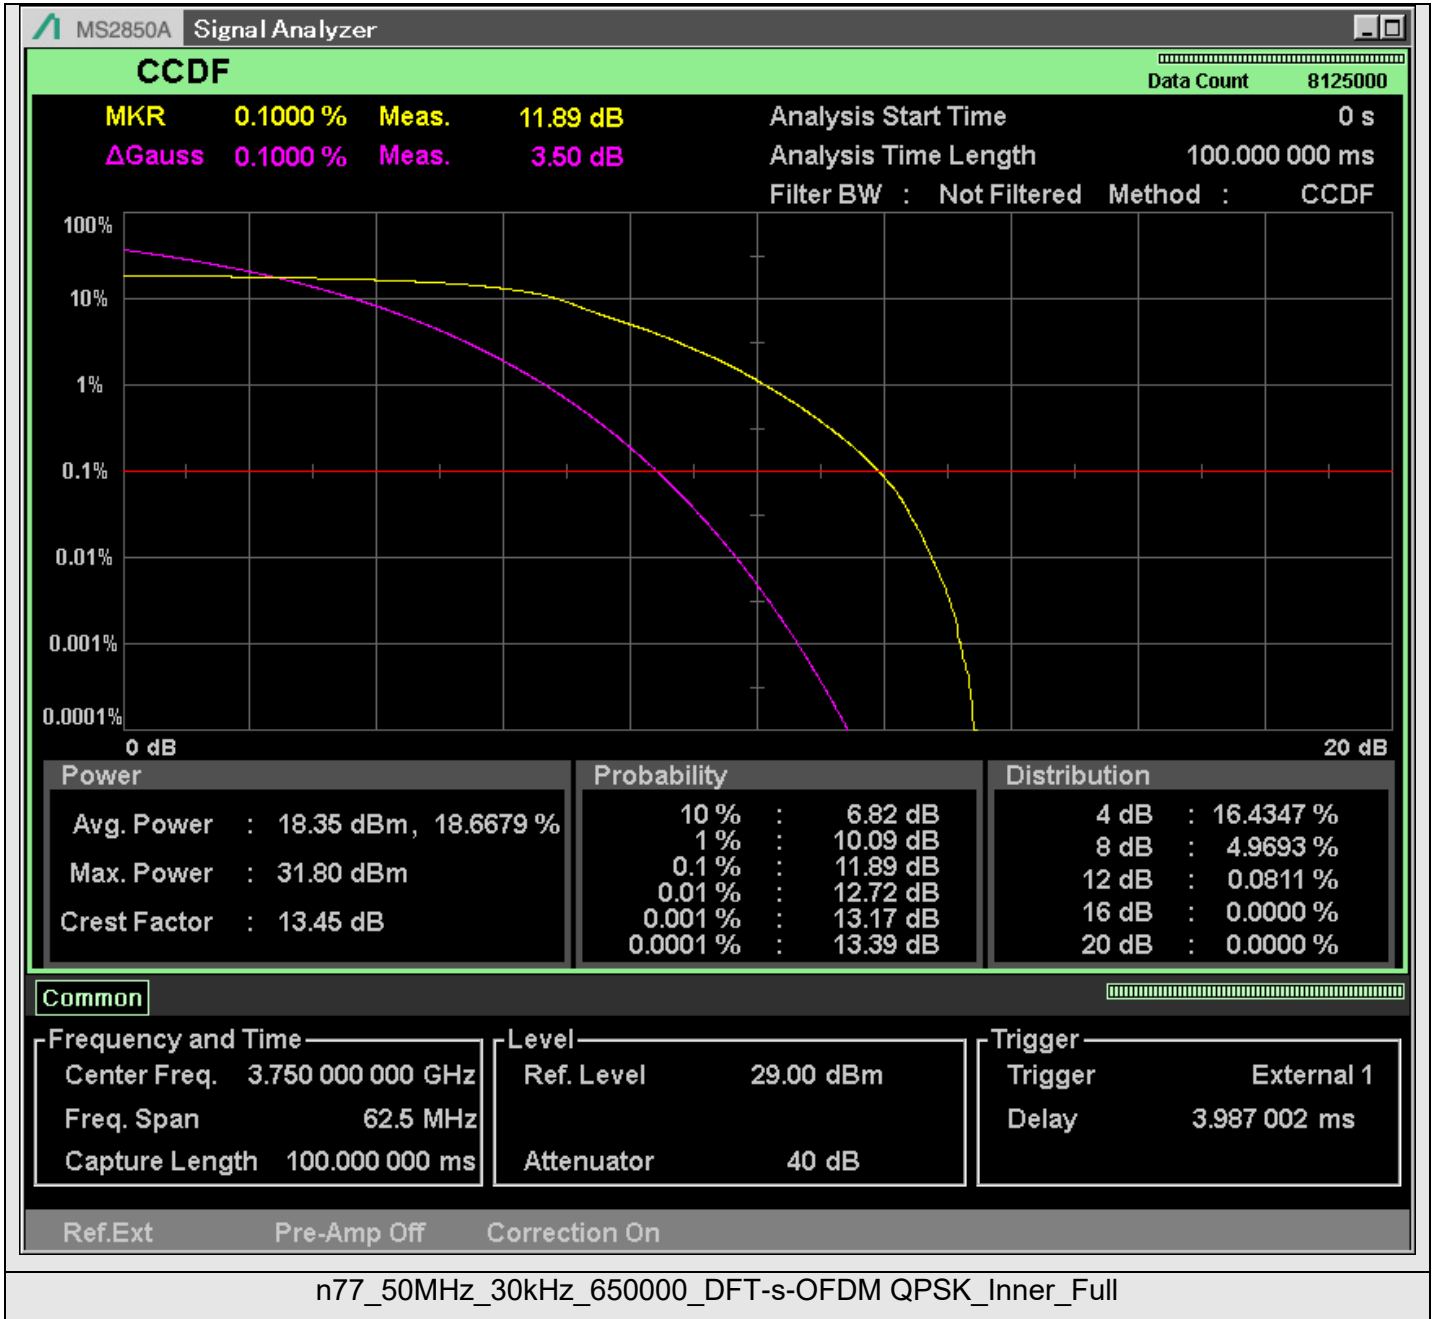 MS2850A Signal Analyzer
CCDF
Data Count 8125000
MKR 0.1000 % Meas. 11.89 dB
ΔGauss 0.1000 % Meas. 3.50 dB
Analysis Start Time 0 s
Analysis Time Length 100.000 000 ms
Filter BW : Not Filtered Method : CCDF
100%
10%
1%
0.1%
0.01%
0.001%
0.0001%
0 dB 20 dB
Power
Avg. Power : 18.35 dBm, 18.6679 %
Max. Power : 31.80 dBm
Crest Factor : 13.45 dB
Probability
10 % : 6.82 dB
1 % : 10.09 dB
0.1 % : 11.89 dB
0.01 % : 12.72 dB
0.001 % : 13.17 dB
0.0001 % : 13.39 dB
Distribution
4 dB : 16.4347 %
8 dB : 4.9693 %
12 dB : 0.0811 %
16 dB : 0.0000 %
20 dB : 0.0000 %
Common
Frequency and Time
Center Freq. 3.750 000 000 GHz
Freq. Span 62.5 MHz
Capture Length 100.000 000 ms
Level
Ref. Level 29.00 dBm
Attenuator 40 dB
Trigger
Trigger External 1
Delay 3.987 002 ms
Ref.Ext Pre-Amp Off Correction On
n77_50MHz_30kHz_650000_DFT-s-OFDM QPSK_Inner_Full